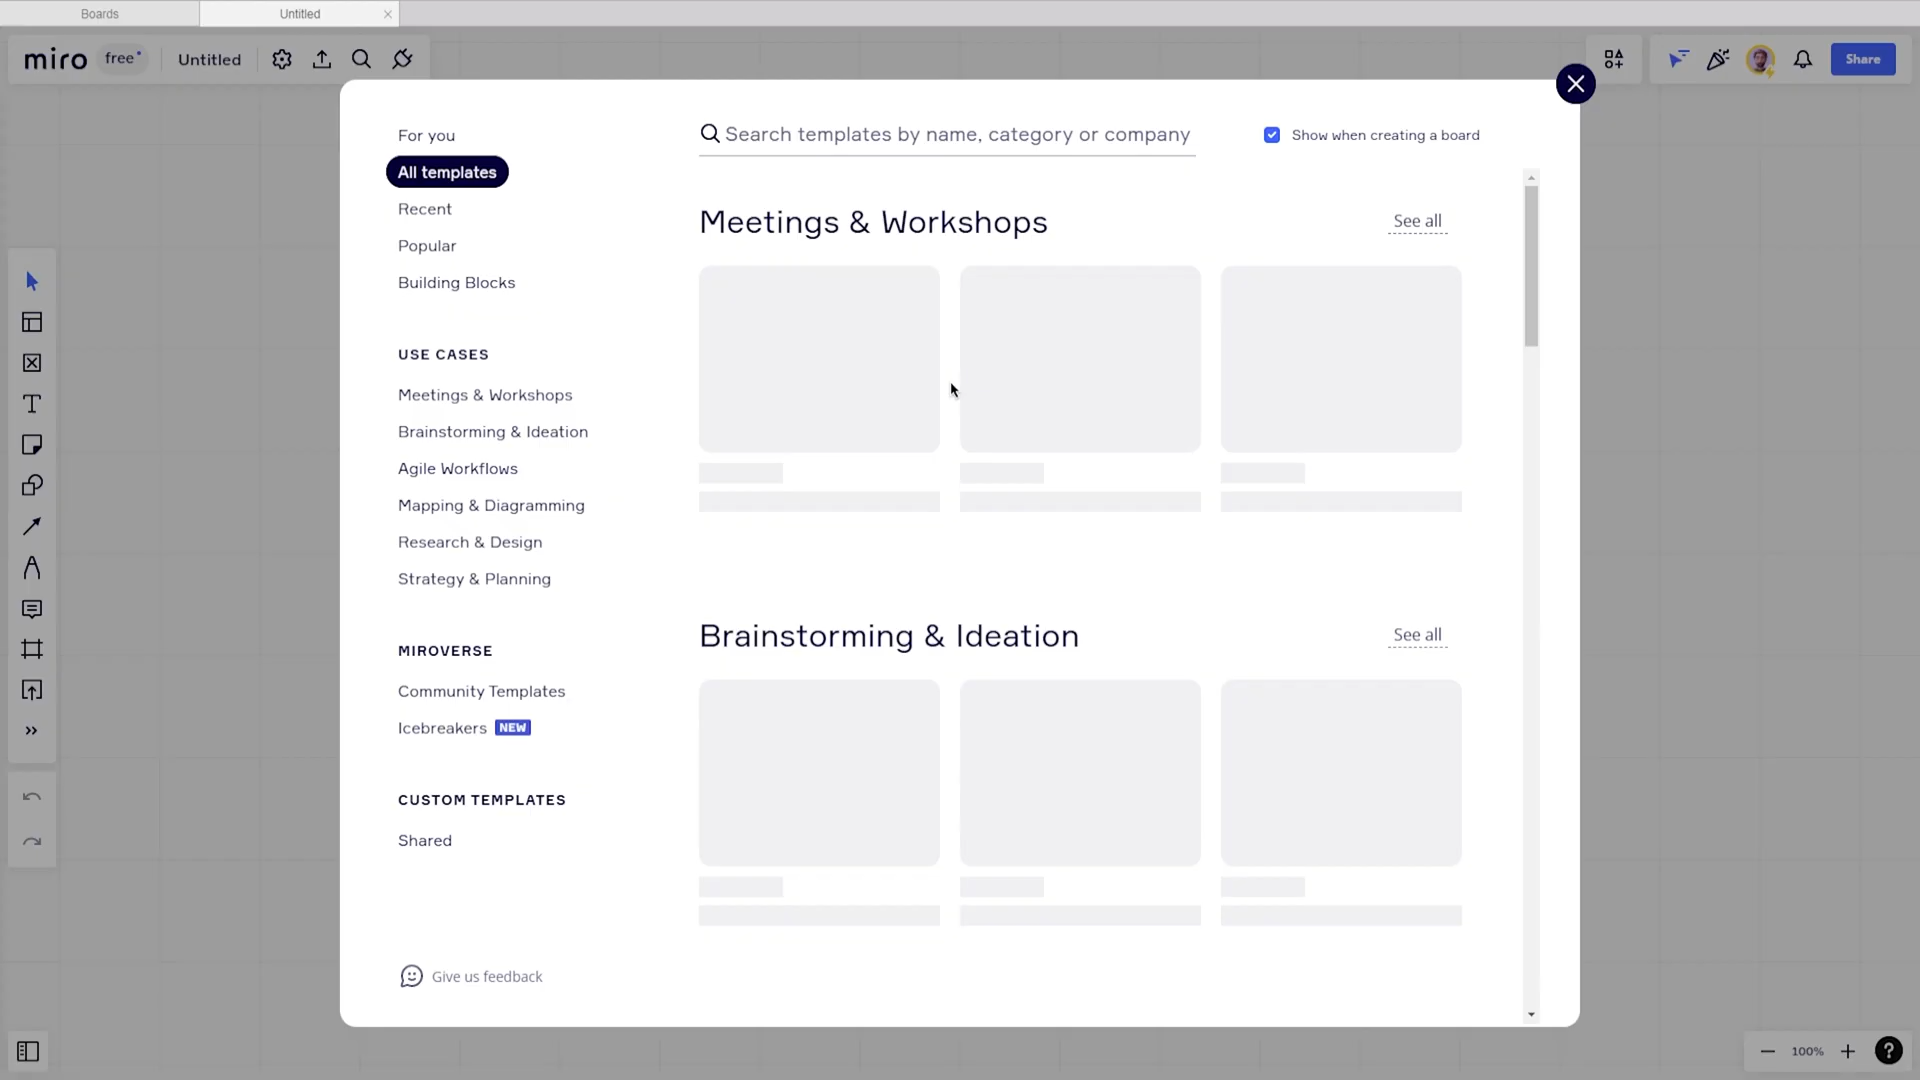 Boards
Untitled
miro free Untitled
Share
For you
All templates
Recent
Popular
Building Blocks
USE CASES
Meetings & Workshops
Brainstorming & Ideation
Agile Workflows
Mapping & Diagramming
Research & Design
Strategy & Planning
MIROVERSE
Community Templates
Icebreakers NEW
CUSTOM TEMPLATES
Shared
Give us feedback
Search templates by name, category or company
Show when creating a board
Meetings & Workshops
See all
Brainstorming & Ideation
See all
100%